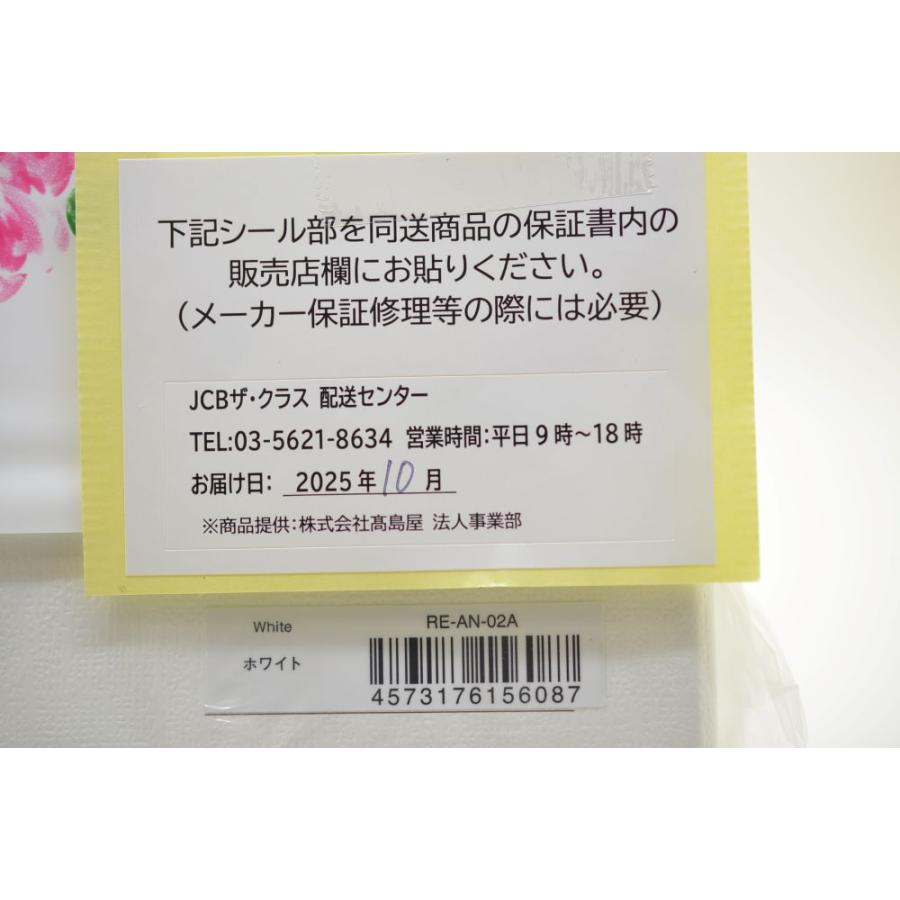 下記シール部を同送商品の保証書内の
販売店欄にお貼りください。
（メーカー保証修理等の際には必要）
JCBザ・クラス 配送センター
TEL:03-5621-8634 営業時間:平日9時〜18時
お届け日: 2025年10月
※商品提供:株式会社髙島屋 法人事業部
White RE-AN-02A
ホワイト
4573176156087